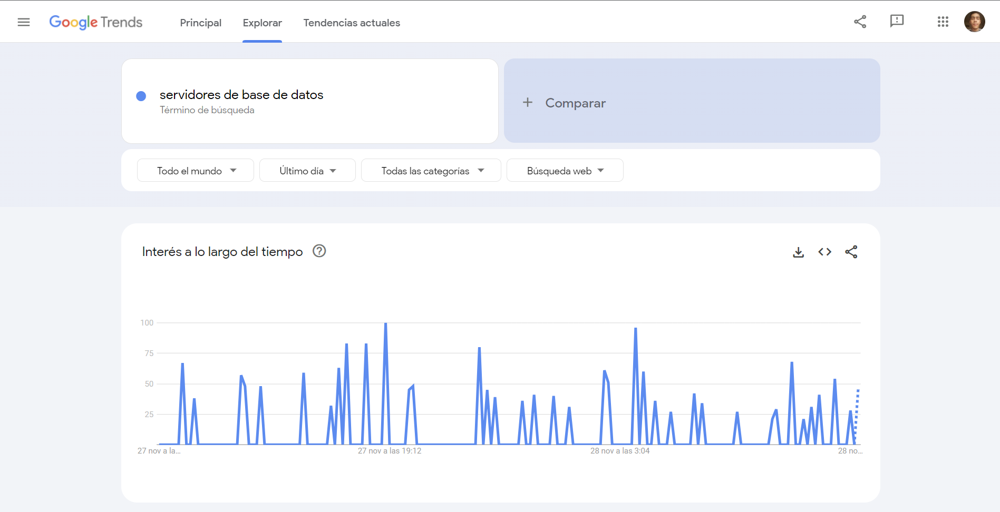 Google Trends
Principal
Explorar
Tendencias actuales
servidores de base de datos
Término de búsqueda
+ Comparar
Todo el mundo
Último día
Todas las categorías
Búsqueda web
Interés a lo largo del tiempo
100
75
50
25
27 nov a la...
27 nov a las 19:12
28 nov a las 3:04
28 no...